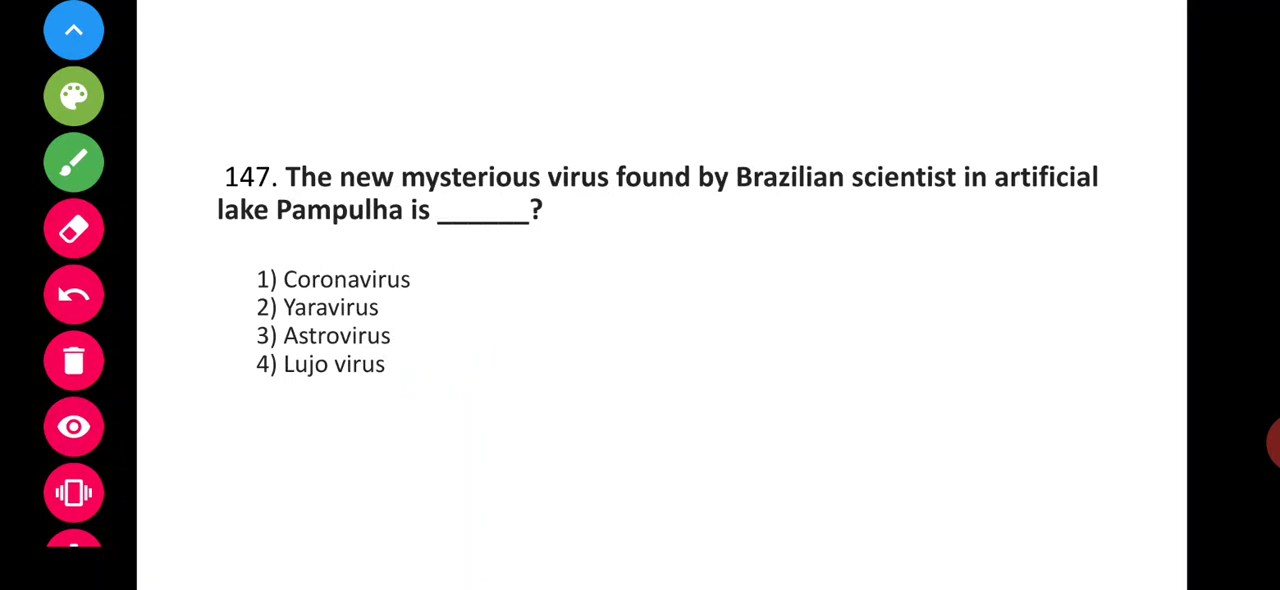 147. The new mysterious virus found by Brazilian scientist in artificial
lake Pampulha is ______?
1) Coronavirus
2) Yaravirus
3) Astrovirus
4) Lujo virus